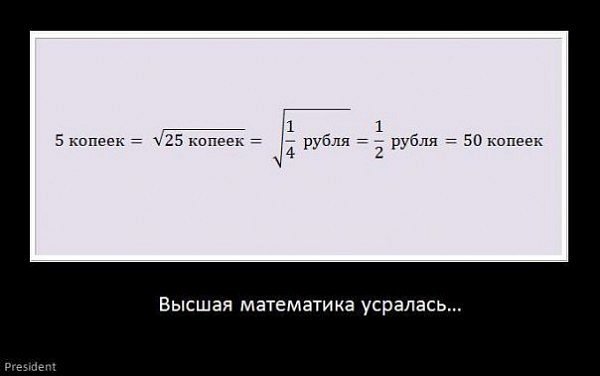 5 копеек = √25 копеек = √1/4 рубля = 1/2 рубля = 50 копеек
Высшая математика усралась...
President